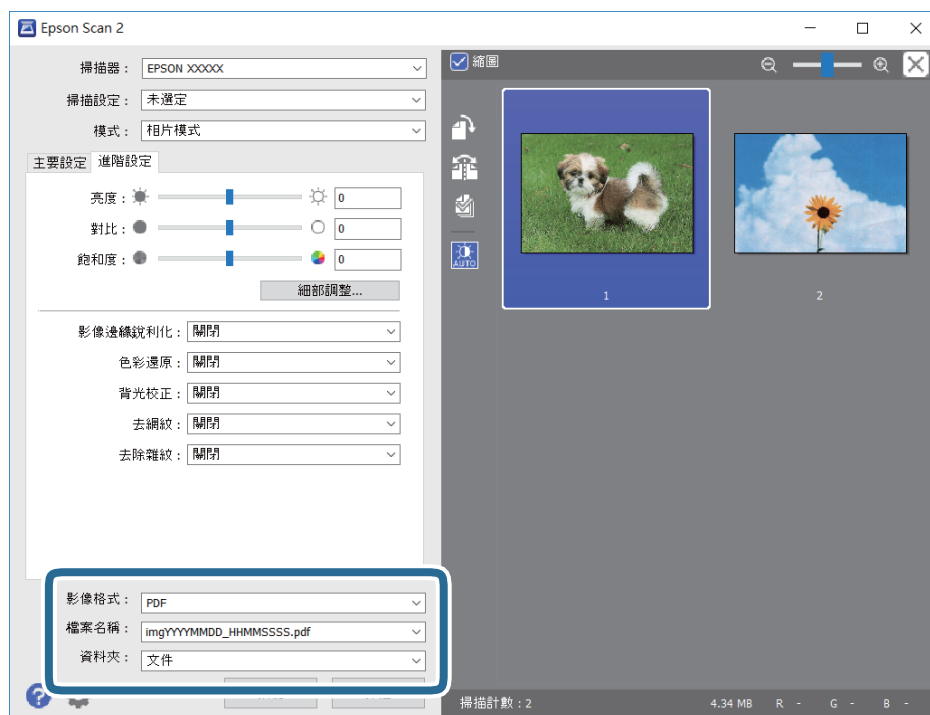 Epson Scan 2
掃描器：
EPSON XXXXX
掃描設定：
未選定
模式：
相片模式
主要設定
進階設定
亮度：
0
對比：
0
飽和度：
0
細部調整...
影像邊緣銳利化：
關閉
色彩還原：
關閉
背光校正：
關閉
去網紋：
關閉
去除雜紋：
關閉
影像格式：
PDF
檔案名稱：
imgYYYYMMDD_HHMMSSSS.pdf
資料夾：
文件
?
縮圖
AUTO
1
2
掃描計數：2
4.34 MB R - G - B -